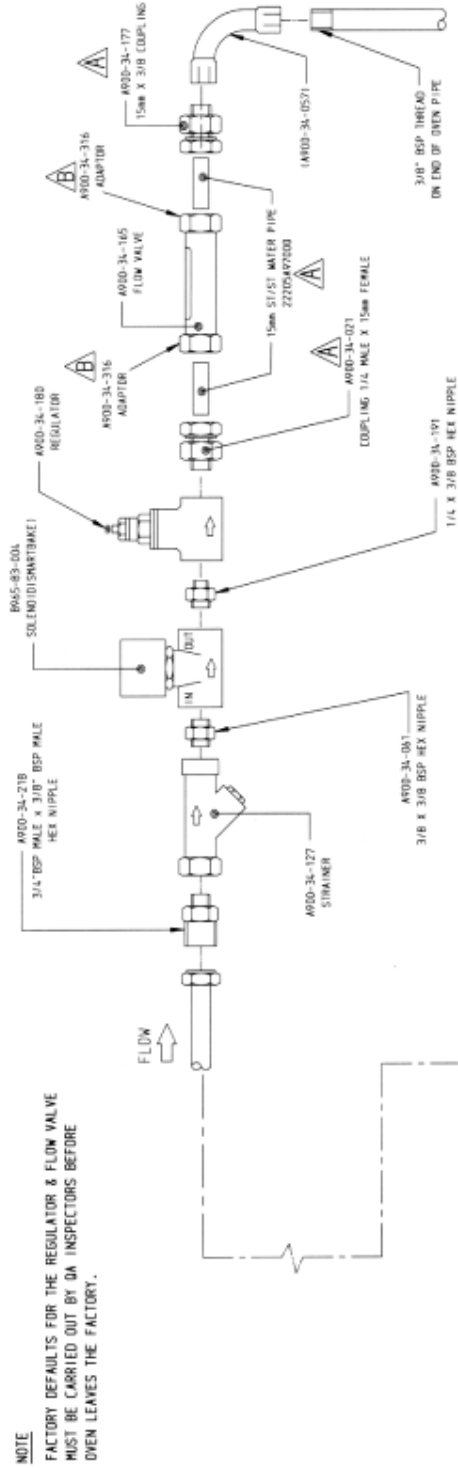 NOTE
FACTORY DEFAULTS FOR THE REGULATOR & FLOW VALVE
MUST BE CARRIED OUT BY QA INSPECTORS BEFORE
OVEN LEAVES THE FACTORY.
FLOW
A900-34-218
3/4"BSP MALE x 3/8" BSP MALE
HEX NIPPLE
B965-83-004
SOLENOID(SMARTBAKE)
A900-34-180
REGULATOR
B
A900-34-316
ADAPTOR
A900-34-165
FLOW VALVE
B
A900-34-316
ADAPTOR
A
A900-34-177
15mm X 3/8 COUPLING
IN
OUT
A900-34-127
STRAINER
A900-34-061
3/8 X 3/8 BSP HEX NIPPLE
A900-34-191
1/4 X 3/8 BSP HEX NIPPLE
A
A900-34-021
COUPLING 1/4 MALE X 15mm FEMALE
15mm ST/ST WATER PIPE
22205A97000
A
(A900-34-057)
3/8" BSP THREAD
ON END OF OVEN PIPE